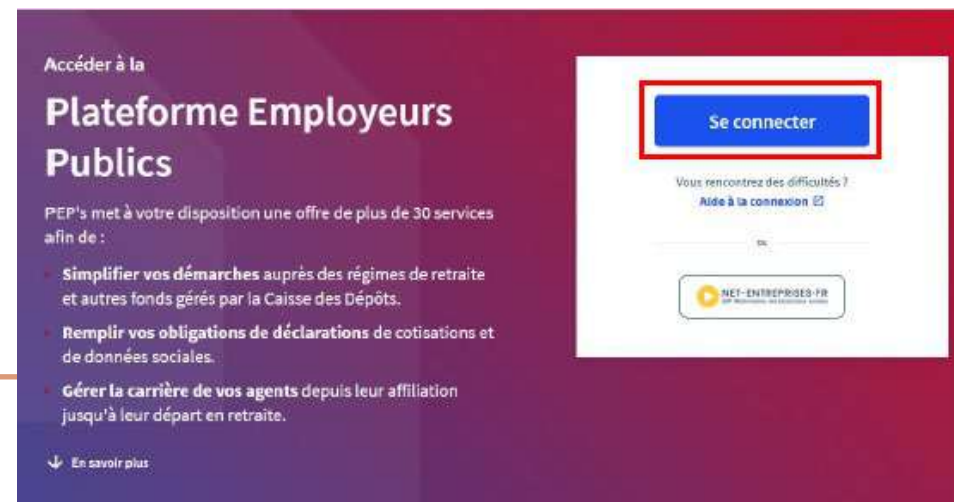 Accéder à la
Plateforme Employeurs
Publics
PEP's met à votre disposition une offre de plus de 30 services
afin de :
Simplifier vos démarches auprès des régimes de retraite
et autres fonds gérés par la Caisse des Dépôts.
Remplir vos obligations de déclarations de cotisations et
de données sociales.
Gérer la carrière de vos agents depuis leur affiliation
jusqu'à leur départ en retraite.
En savoir plus
Se connecter
Vous rencontrez des difficultés ?
Aide à la connexion
NET-ENTREPRISES-FR